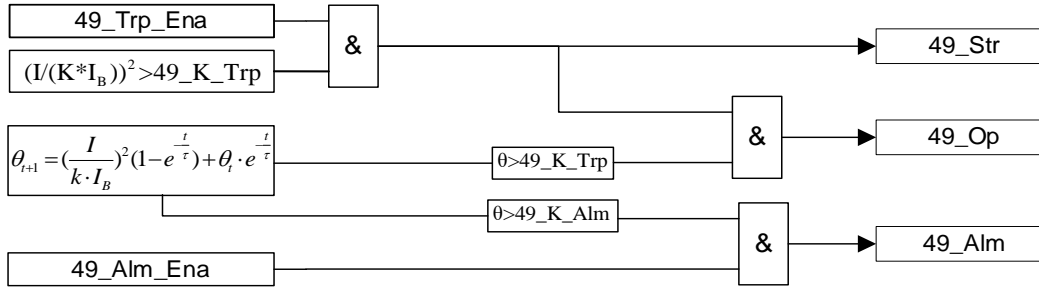 49_Trp_Ena
&
49_Str
(I/(K*I_B))²>49_K_Trp
&
49_Op
θ_{t+1} = (I/(k·I_B))²(1−e^{−t/τ})+θ_t·e^{−t/τ}
θ>49_K_Trp
θ>49_K_Alm
&
49_Alm
49_Alm_Ena